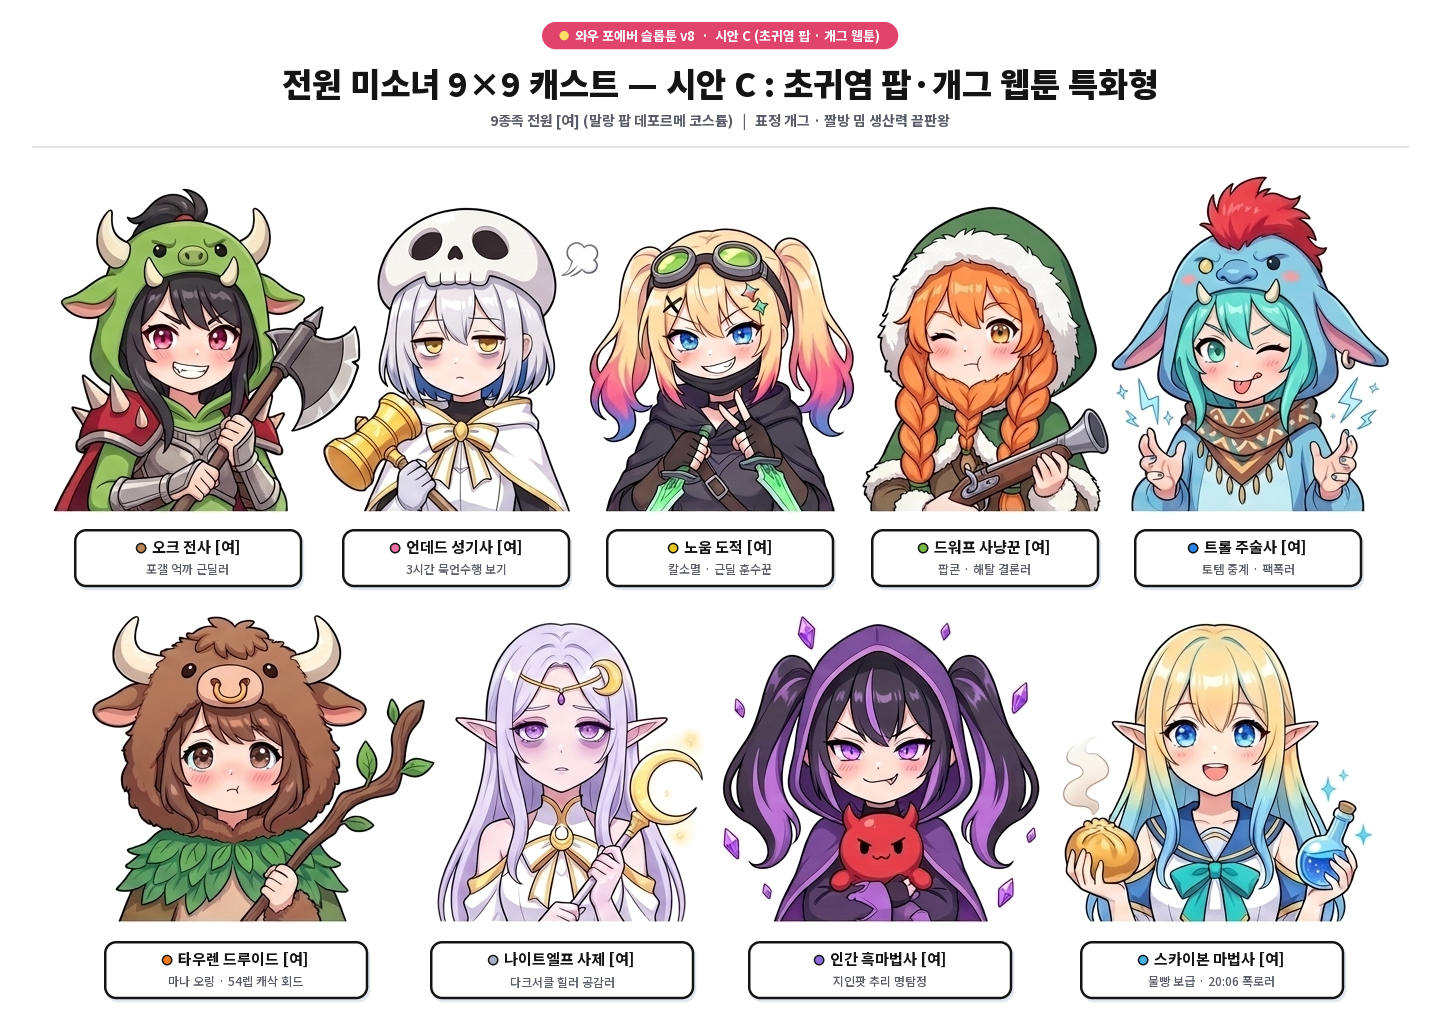 와우 포에버 슬롭툰 v8 · 시안 C (초귀염 팝 · 개그 웹툰)
전원 미소녀 9×9 캐스트 — 시안 C : 초귀염 팝·개그 웹툰 특화형
9종족 전원 [여] (말랑 팝 데포르메 코스튬) | 표정 개그 · 짤방 밈 생산력 끝판왕
오크 전사 [여]
포갤 억까 근딜러
언데드 성기사 [여]
3시간 묵언수행 보기
노움 도적 [여]
칼소멸 · 근딜 훈수꾼
드워프 사냥꾼 [여]
팝콘 · 해탈 결론러
트롤 주술사 [여]
토템 중계 · 팩폭러
타우렌 드루이드 [여]
마나 오링 · 54렙 캐삭 회드
나이트엘프 사제 [여]
다크서클 힐러 공감러
인간 흑마법사 [여]
지인팟 추리 명탐정
스카이본 마법사 [여]
물빵 보급 · 20:06 폭로러